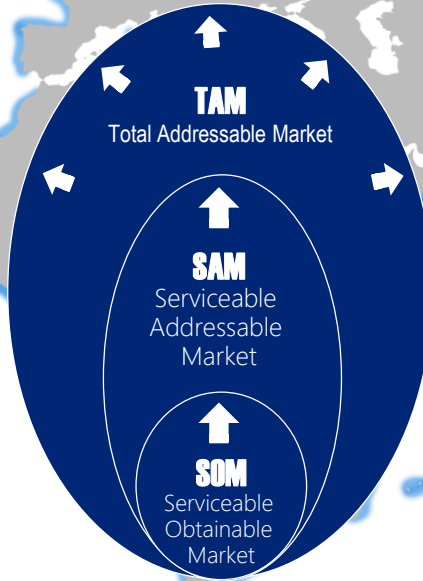 TAM
Total Addressable Market
SAM
Serviceable
Addressable
Market
SOM
Serviceable
Obtainable
Market